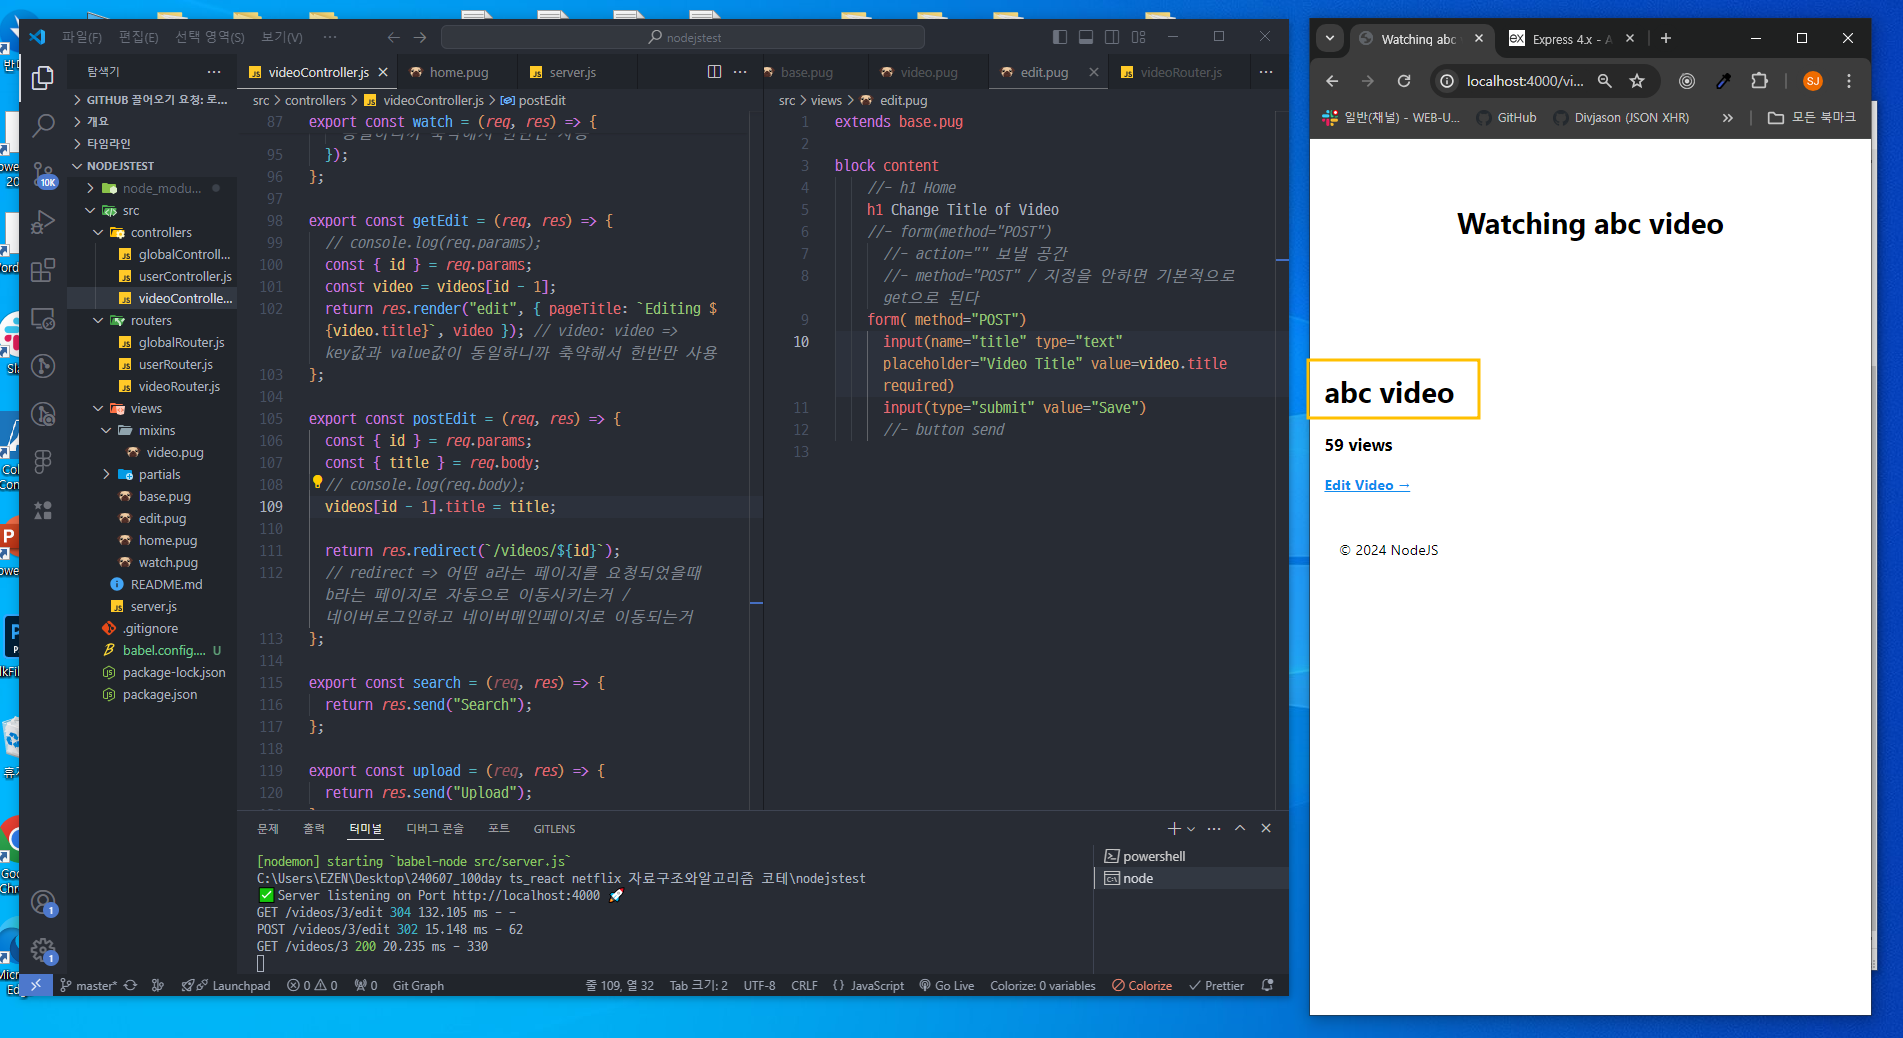 파일(F) 편집(E) 선택 영역(S) 보기(V) ··· nodejstest
탐색기
GITHUB 끌어오기 요청: 로...
개요
타임라인
NODEJSTEST
node_modu...
src
controllers
globalControll...
userController.js
videoControlle...
routers
globalRouter.js
userRouter.js
videoRouter.js
views
mixins
video.pug
partials
base.pug
edit.pug
home.pug
watch.pug
README.md
server.js
.gitignore
babel.config.... U
package-lock.json
package.json
10K
1
1
videoController.js home.pug server.js
src > controllers > videoController.js > postEdit
87 export const watch = (req, res) => {
95 });
96 };
97
98 export const getEdit = (req, res) => {
99 // console.log(req.params);
100 const { id } = req.params;
101 const video = videos[id - 1];
102 return res.render("edit", { pageTitle: `Editing $
{video.title}`, video }); // video: video =>
key값과 value값이 동일하니까 축약해서 한반만 사용
103 };
104
105 export const postEdit = (req, res) => {
106 const { id } = req.params;
107 const { title } = req.body;
108 // console.log(req.body);
109 videos[id - 1].title = title;
110
111 return res.redirect(`/videos/${id}`);
112 // redirect => 어떤 a라는 페이지를 요청되었을때
b라는 페이지로 자동으로 이동시키는거 /
네이버로그인하고 네이버메인페이지로 이동되는거
113 };
114
115 export const search = (req, res) => {
116 return res.send("Search");
117 };
118
119 export const upload = (req, res) => {
120 return res.send("Upload");
base.pug video.pug edit.pug videoRouter.js
src > views > edit.pug
1 extends base.pug
2
3 block content
4 //- h1 Home
5 h1 Change Title of Video
6 //- form(method="POST")
7 //- action="" 보낼 공간
8 //- method="POST" / 지정을 안하면 기본적으로
get으로 된다
9 form( method="POST")
10 input(name="title" type="text"
placeholder="Video Title" value=video.title
required)
11 input(type="submit" value="Save")
12 //- button send
13
문제 출력 터미널 디버그 콘솔 포트 GITLENS
[nodemon] starting `babel-node src/server.js`
C:\Users\EZEN\Desktop\240607_100day ts_react netflix 자료구조와알고리즘 코테\nodejstest
✅ Server listening on Port http://localhost:4000 🚀
GET /videos/3/edit 304 132.105 ms - -
POST /videos/3/edit 302 15.148 ms - 62
GET /videos/3 200 20.235 ms - 330
powershell
node
master* Launchpad 0 0 0 Git Graph 줄 109, 열 32 Tab 크기: 2 UTF-8 CRLF {} JavaScript Go Live Colorize: 0 variables Colorize Prettier
Watching abc Express 4.x - A
localhost:4000/vi...
SJ
일반(채널) - WEB-U... GitHub Divjason (JSON XHR) » 모든 북마크
Watching abc video
abc video
59 views
Edit Video →
© 2024 NodeJS